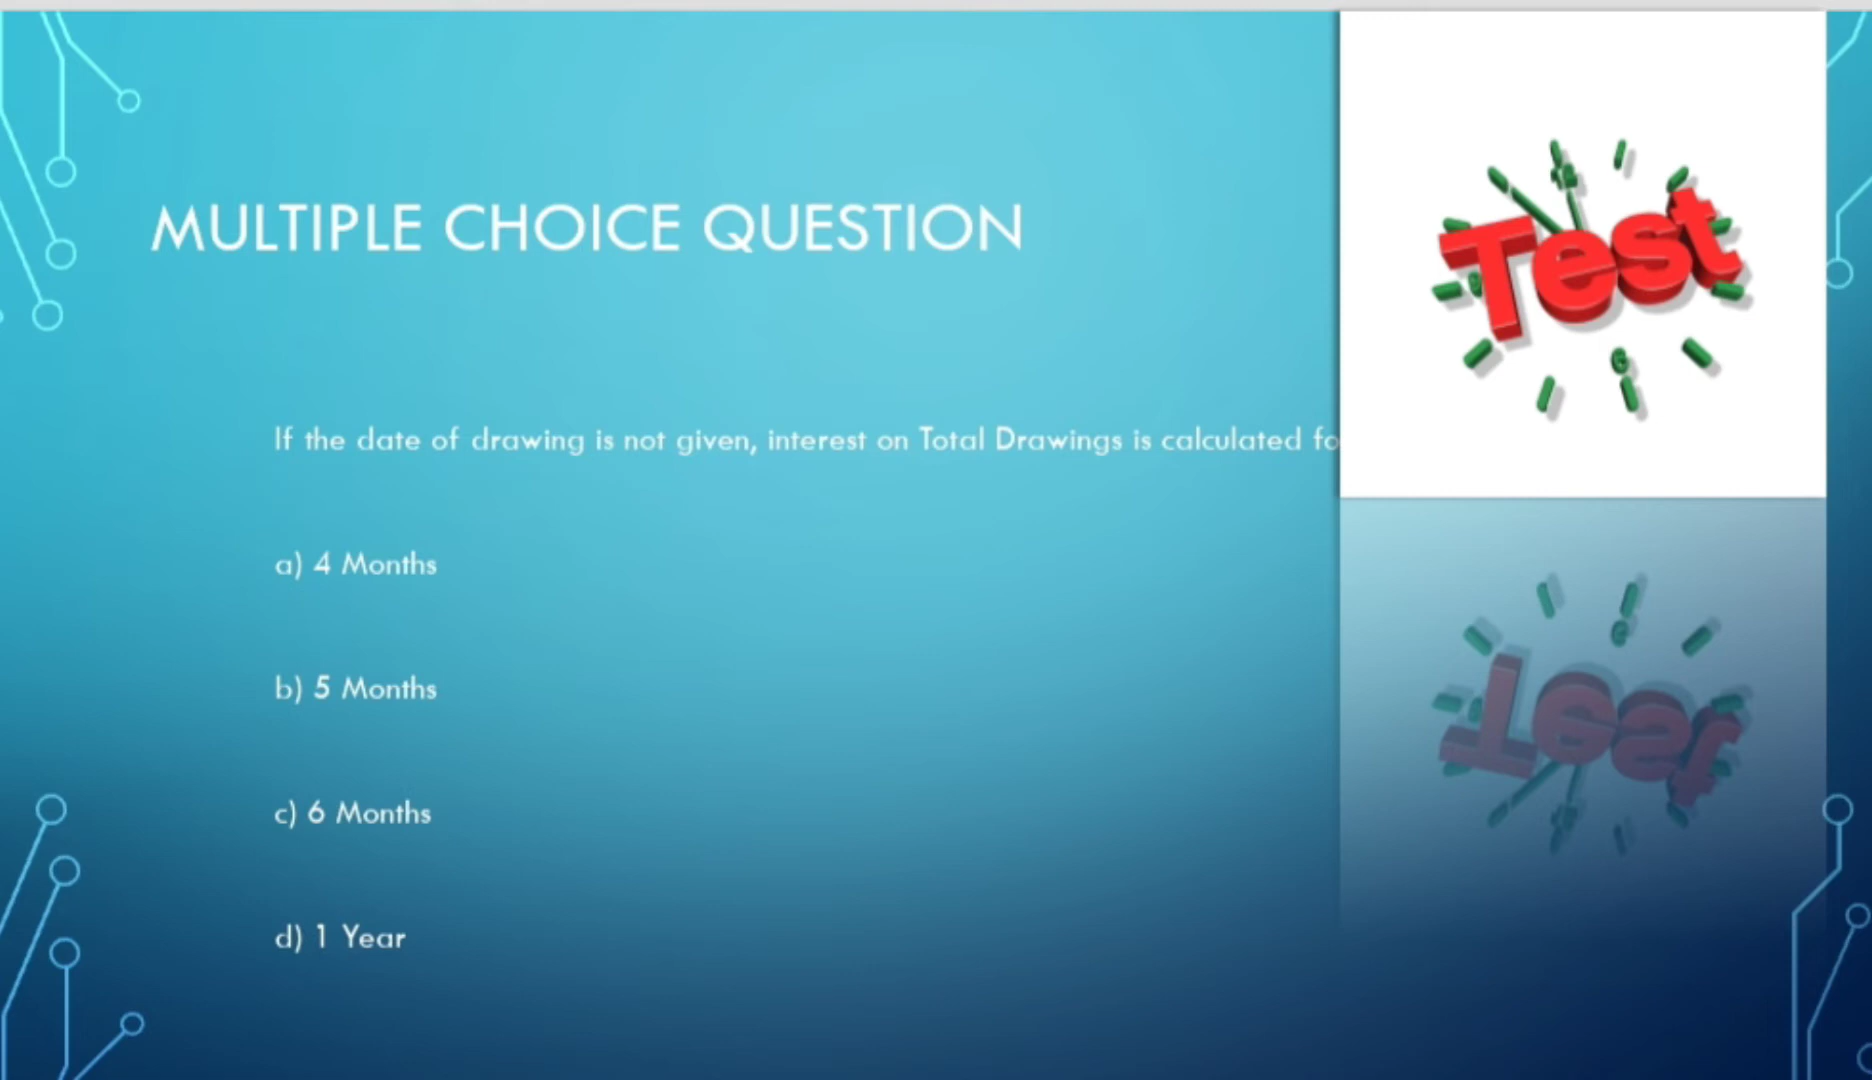 MULTIPLE CHOICE QUESTION
If the date of drawing is not given, interest on Total Drawings is calculated fo
a) 4 Months
b) 5 Months
c) 6 Months
d) 1 Year
Test